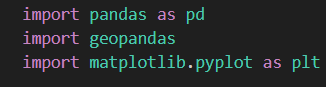 import pandas as pd
import geopandas
import matplotlib.pyplot as plt